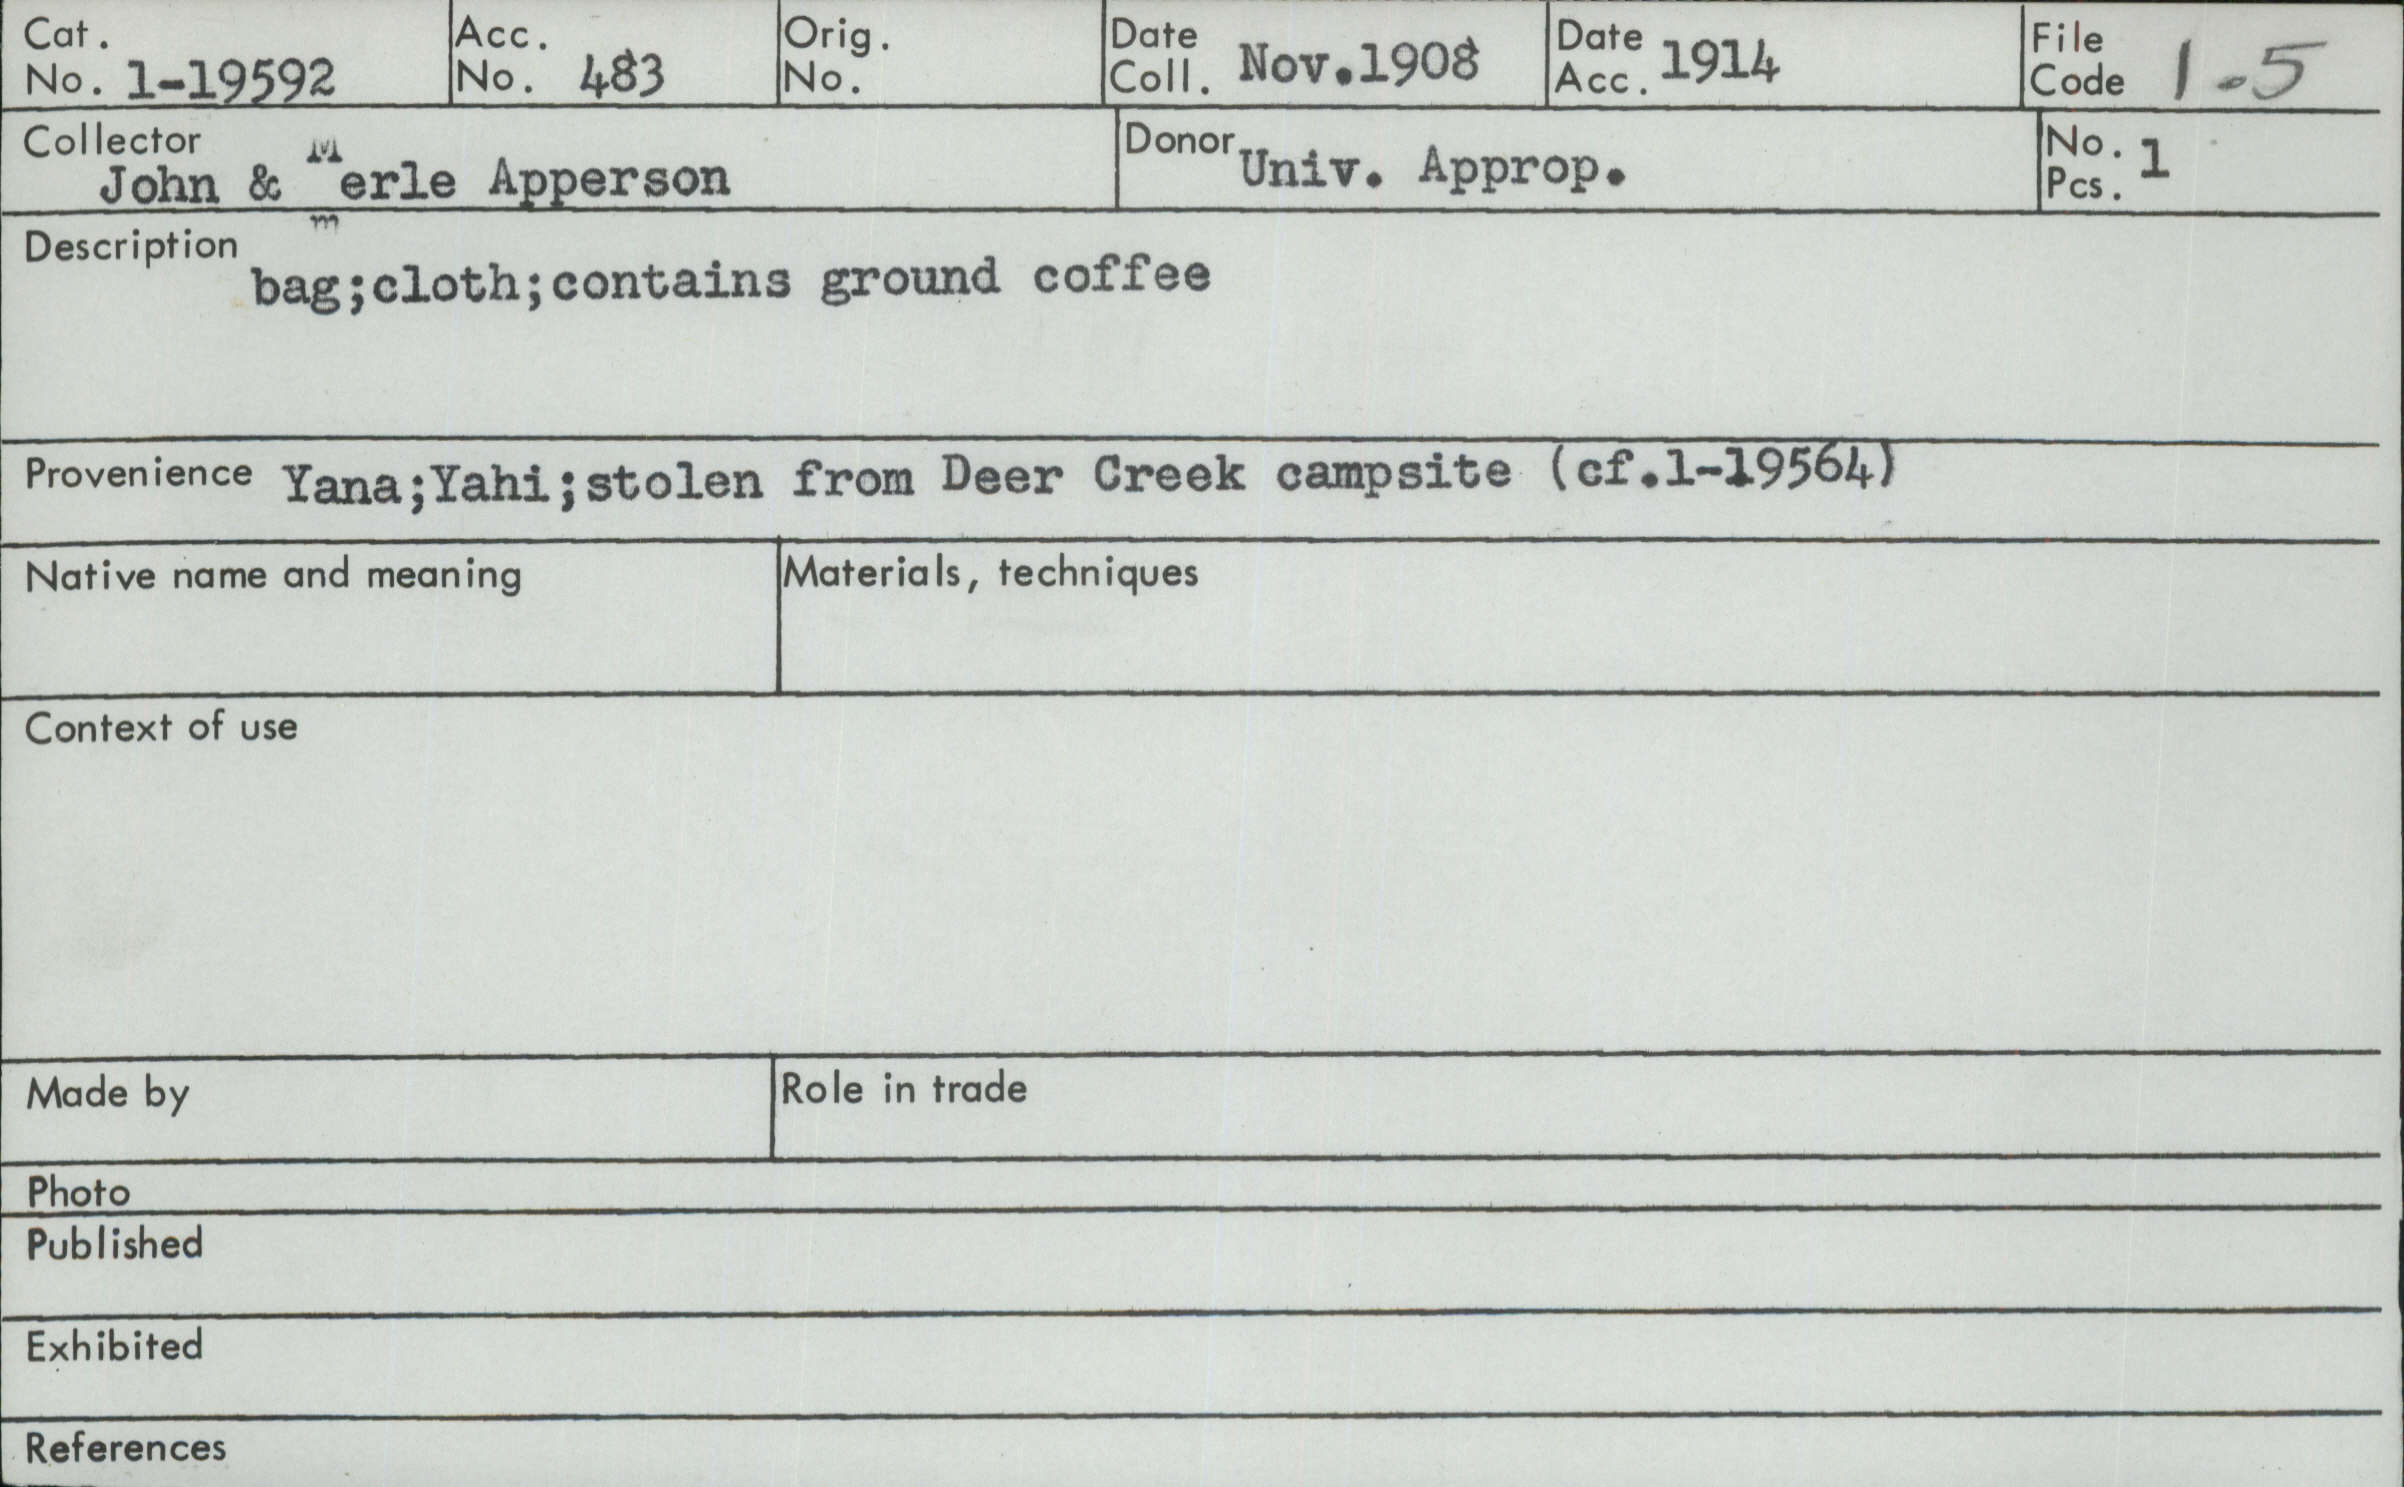 Cat. No. 1-19592
Acc. No. 483
Orig. No.
Date Coll. Nov.1908
Date Acc. 1914
File Code 1-5
Collector John & Merle Apperson
Donor Univ. Approp.
No. Pcs. 1
Description bag;cloth;contains ground coffee
Provenience Yana;Yahi;stolen from Deer Creek campsite (cf.1-19564)
Native name and meaning
Materials, techniques
Context of use
Made by
Role in trade
Photo
Published
Exhibited
References